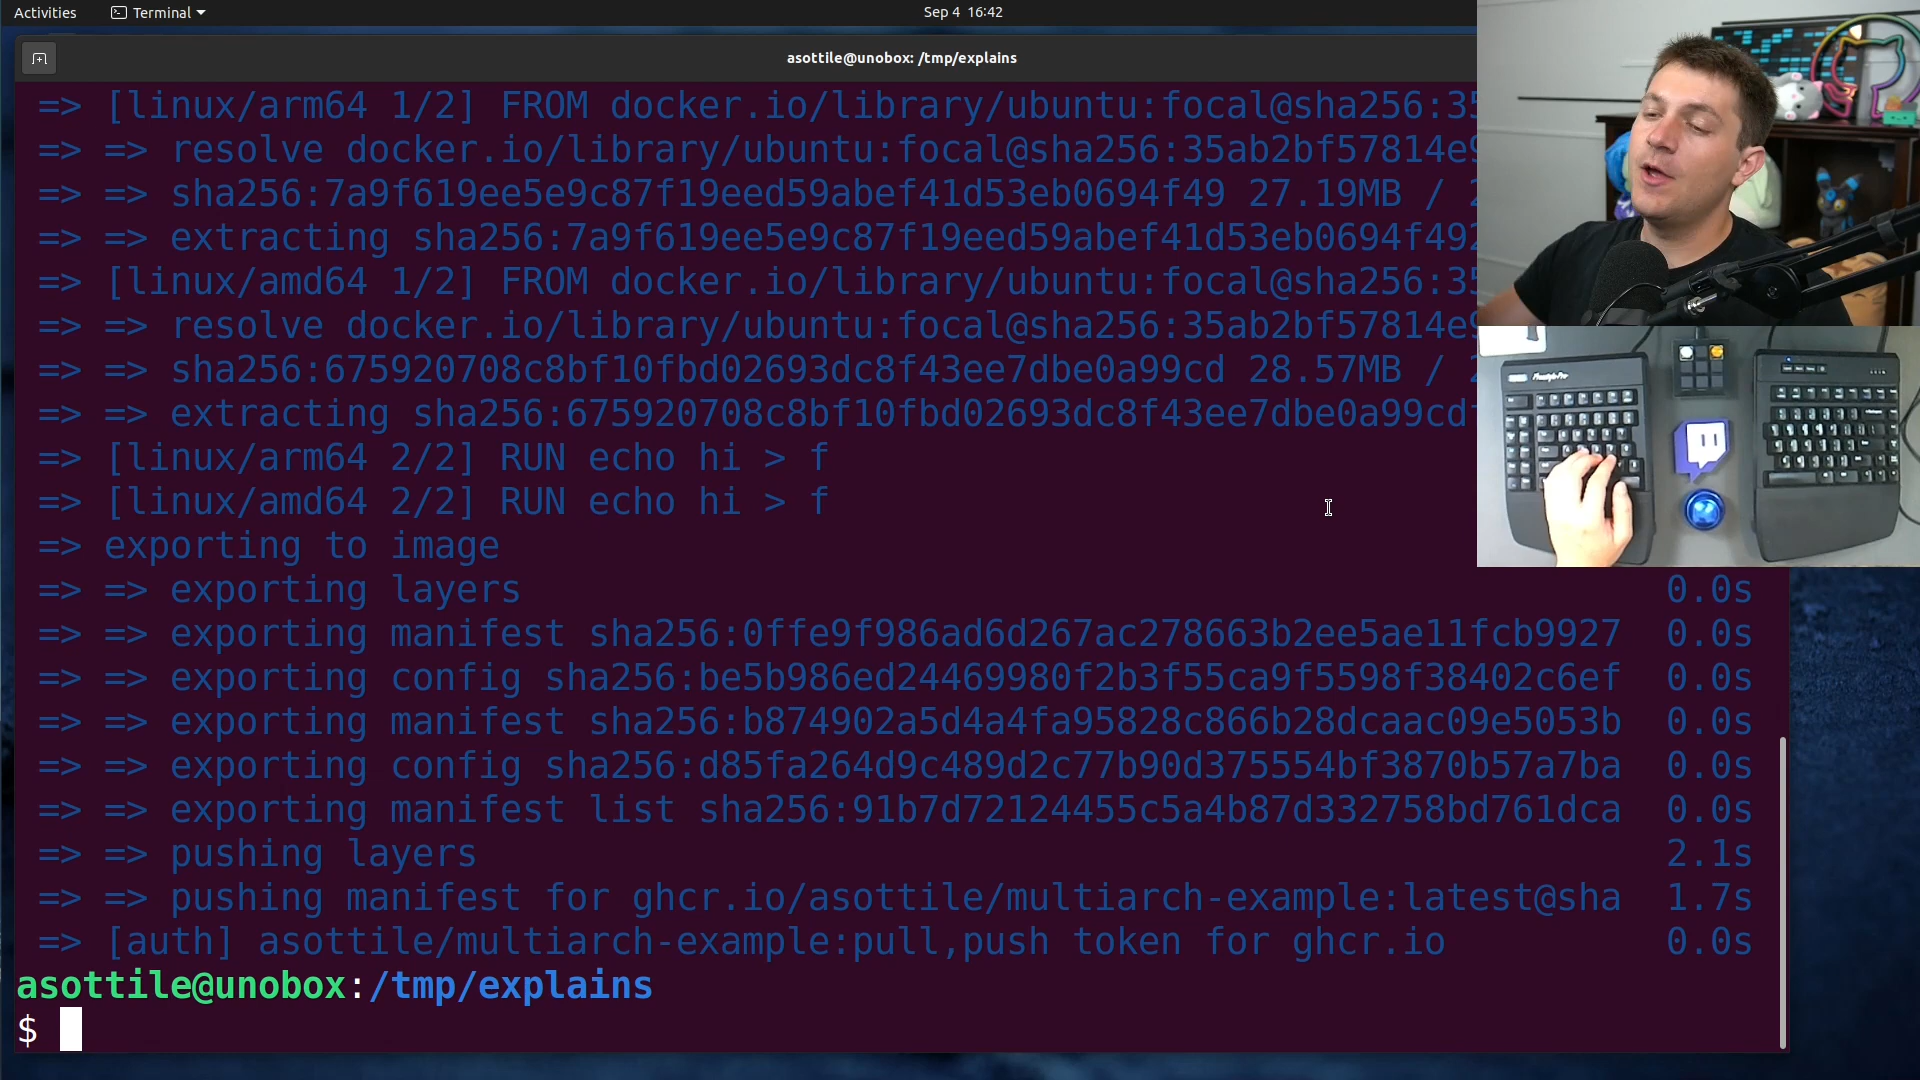 Activities
Terminal
Sep 4 16:42
asottile@unobox: /tmp/explains
=> [linux/arm64 1/2] FROM docker.io/library/ubuntu:focal@sha256:35
=> => resolve docker.io/library/ubuntu:focal@sha256:35ab2bf57814e9
=> => sha256:7a9f619ee5e9c87f19eed59abef41d53eb0694f49 27.19MB / 2
=> => extracting sha256:7a9f619ee5e9c87f19eed59abef41d53eb0694f492
=> [linux/amd64 1/2] FROM docker.io/library/ubuntu:focal@sha256:35
=> => resolve docker.io/library/ubuntu:focal@sha256:35ab2bf57814e9
=> => sha256:675920708c8bf10fbd02693dc8f43ee7dbe0a99cd 28.57MB / 2
=> => extracting sha256:675920708c8bf10fbd02693dc8f43ee7dbe0a99cdf
=> [linux/arm64 2/2] RUN echo hi > f
=> [linux/amd64 2/2] RUN echo hi > f
=> exporting to image
=> => exporting layers 0.0s
=> => exporting manifest sha256:0ffe9f986ad6d267ac278663b2ee5ae11fcb9927 0.0s
=> => exporting config sha256:be5b986ed24469980f2b3f55ca9f5598f38402c6ef 0.0s
=> => exporting manifest sha256:b874902a5d4a4fa95828c866b28dcaac09e5053b 0.0s
=> => exporting config sha256:d85fa264d9c489d2c77b90d375554bf3870b57a7ba 0.0s
=> => exporting manifest list sha256:91b7d72124455c5a4b87d332758bd761dca 0.0s
=> => pushing layers 2.1s
=> => pushing manifest for ghcr.io/asottile/multiarch-example:latest@sha 1.7s
=> [auth] asottile/multiarch-example:pull,push token for ghcr.io 0.0s
asottile@unobox:/tmp/explains
$